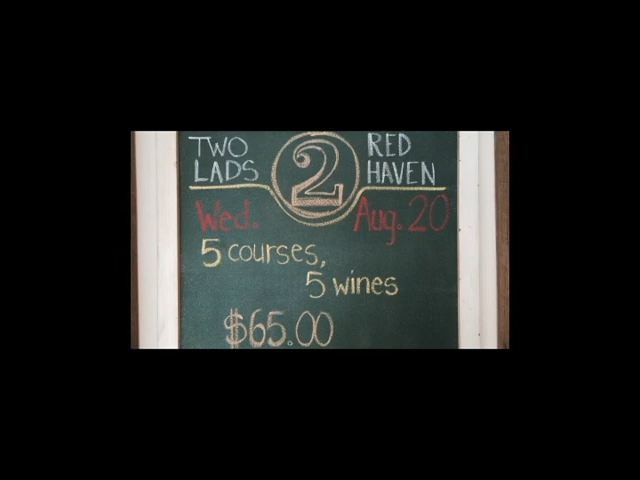 TWO LADS
2
RED HAVEN
Wed. Aug. 20
5 courses,
5 wines
$65.00